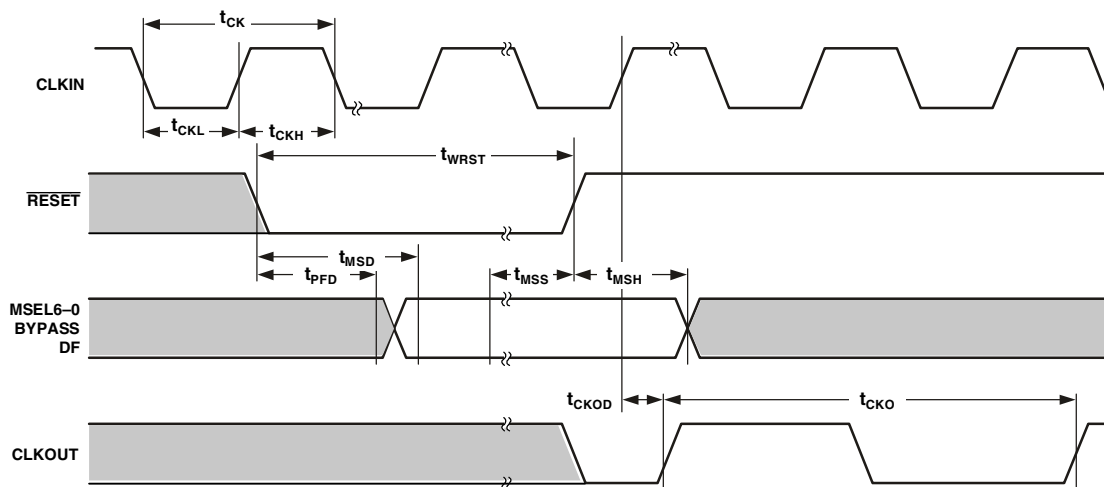 tCK
CLKIN
tCKL
tCKH
tWRST
RESET
tMSD
tPFD
tMSS
tMSH
MSEL6–0
BYPASS
DF
tCKOD
tCKO
CLKOUT